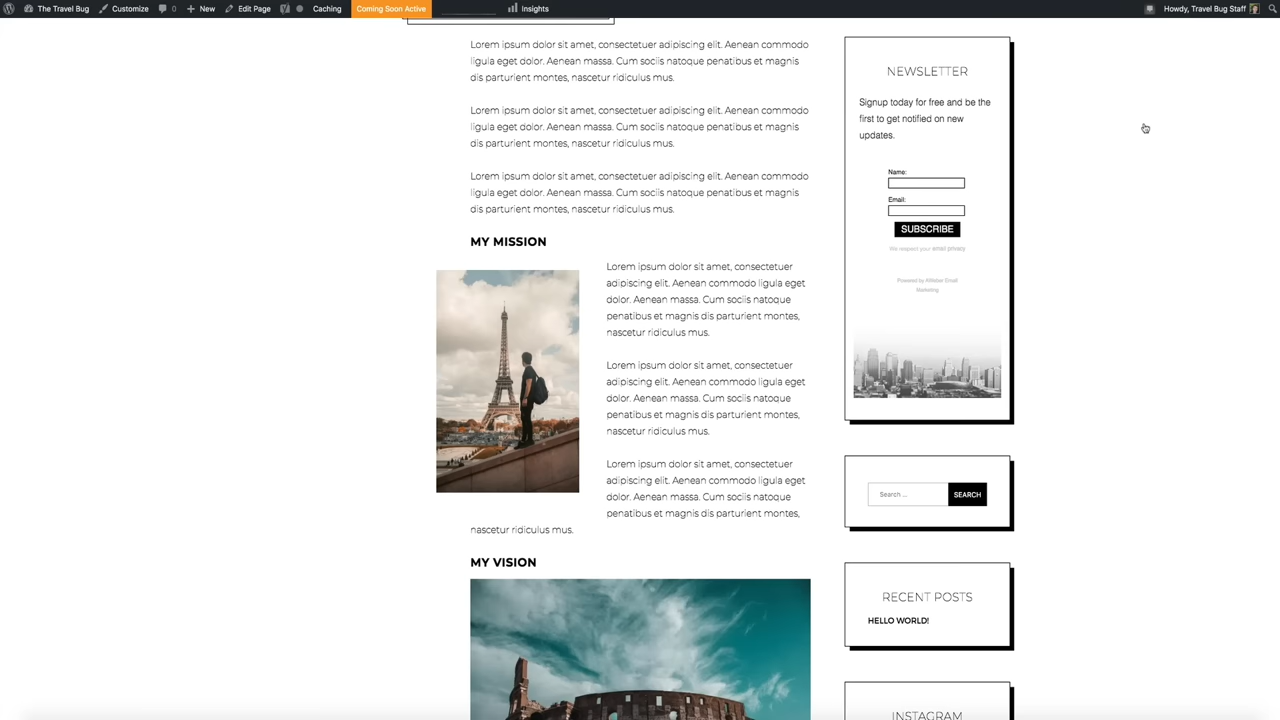 The Travel Bug Customize 0 New Edit Page Caching Coming Soon Active Insights Howdy, Travel Bug Staff
Lorem ipsum dolor sit amet, consectetuer adipiscing elit. Aenean commodo
ligula eget dolor. Aenean massa. Cum sociis natoque penatibus et magnis
dis parturient montes, nascetur ridiculus mus.
Lorem ipsum dolor sit amet, consectetuer adipiscing elit. Aenean commodo
ligula eget dolor. Aenean massa. Cum sociis natoque penatibus et magnis
dis parturient montes, nascetur ridiculus mus.
Lorem ipsum dolor sit amet, consectetuer adipiscing elit. Aenean commodo
ligula eget dolor. Aenean massa. Cum sociis natoque penatibus et magnis
dis parturient montes, nascetur ridiculus mus.
MY MISSION
Lorem ipsum dolor sit amet, consectetuer
adipiscing elit. Aenean commodo ligula eget
dolor. Aenean massa. Cum sociis natoque
penatibus et magnis dis parturient montes,
nascetur ridiculus mus.
Lorem ipsum dolor sit amet, consectetuer
adipiscing elit. Aenean commodo ligula eget
dolor. Aenean massa. Cum sociis natoque
penatibus et magnis dis parturient montes,
nascetur ridiculus mus.
Lorem ipsum dolor sit amet, consectetuer
adipiscing elit. Aenean commodo ligula eget
dolor. Aenean massa. Cum sociis natoque
penatibus et magnis dis parturient montes,
nascetur ridiculus mus.
MY VISION
NEWSLETTER
Signup today for free and be the
first to get notified on new
updates.
Name:
Email:
SUBSCRIBE
We respect your email privacy
Powered by AWeber Email
Marketing
Search ...
SEARCH
RECENT POSTS
HELLO WORLD!
INSTAGRAM